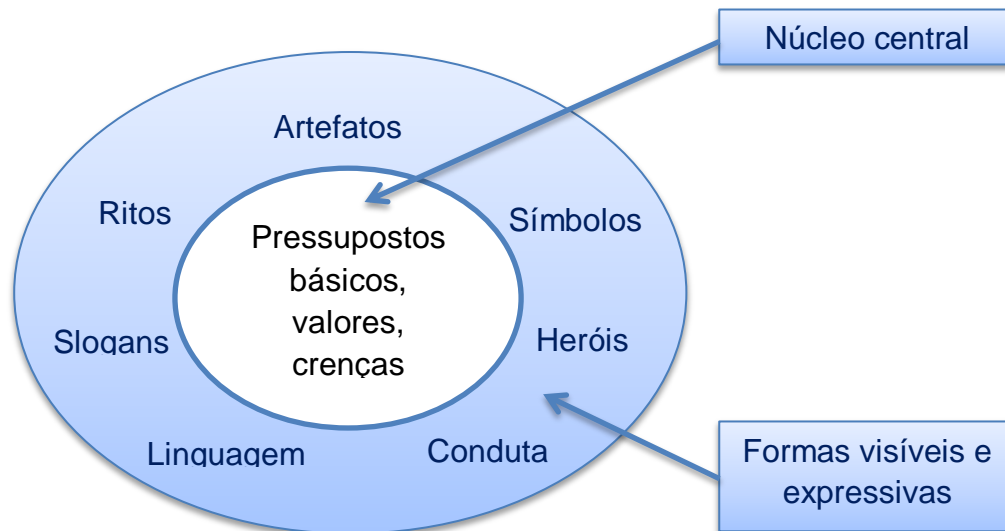 Núcleo central
Artefatos
Ritos
Símbolos
Pressupostos
básicos,
valores,
crenças
Slogans
Heróis
Linguagem
Conduta
Formas visíveis e
expressivas